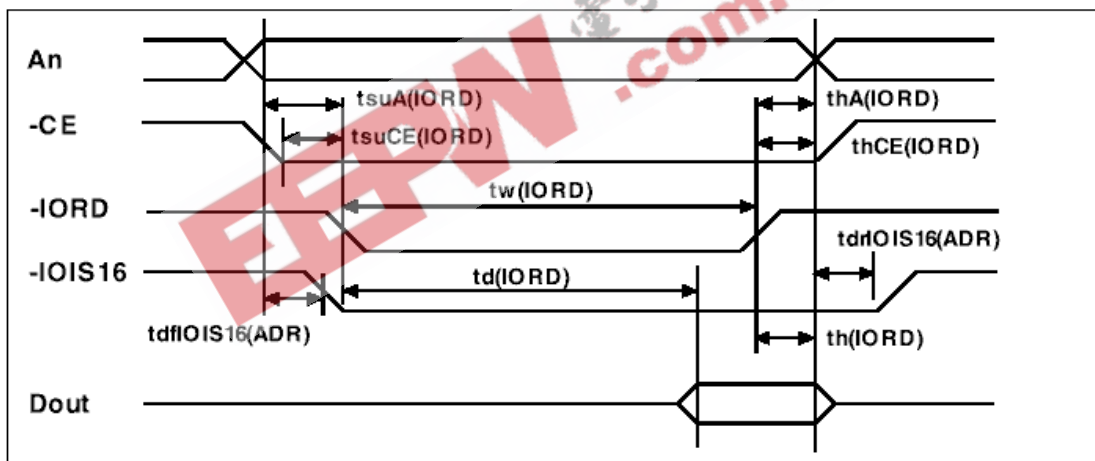 An
tsuA(IORD)
thA(IORD)
-CE
tsuCE(IORD)
thCE(IORD)
tw(IORD)
-IORD
tdrIOIS16(ADR)
-IOIS16
td(IORD)
tdfIOIS16(ADR)
th(IORD)
Dout
EEPW
.com.